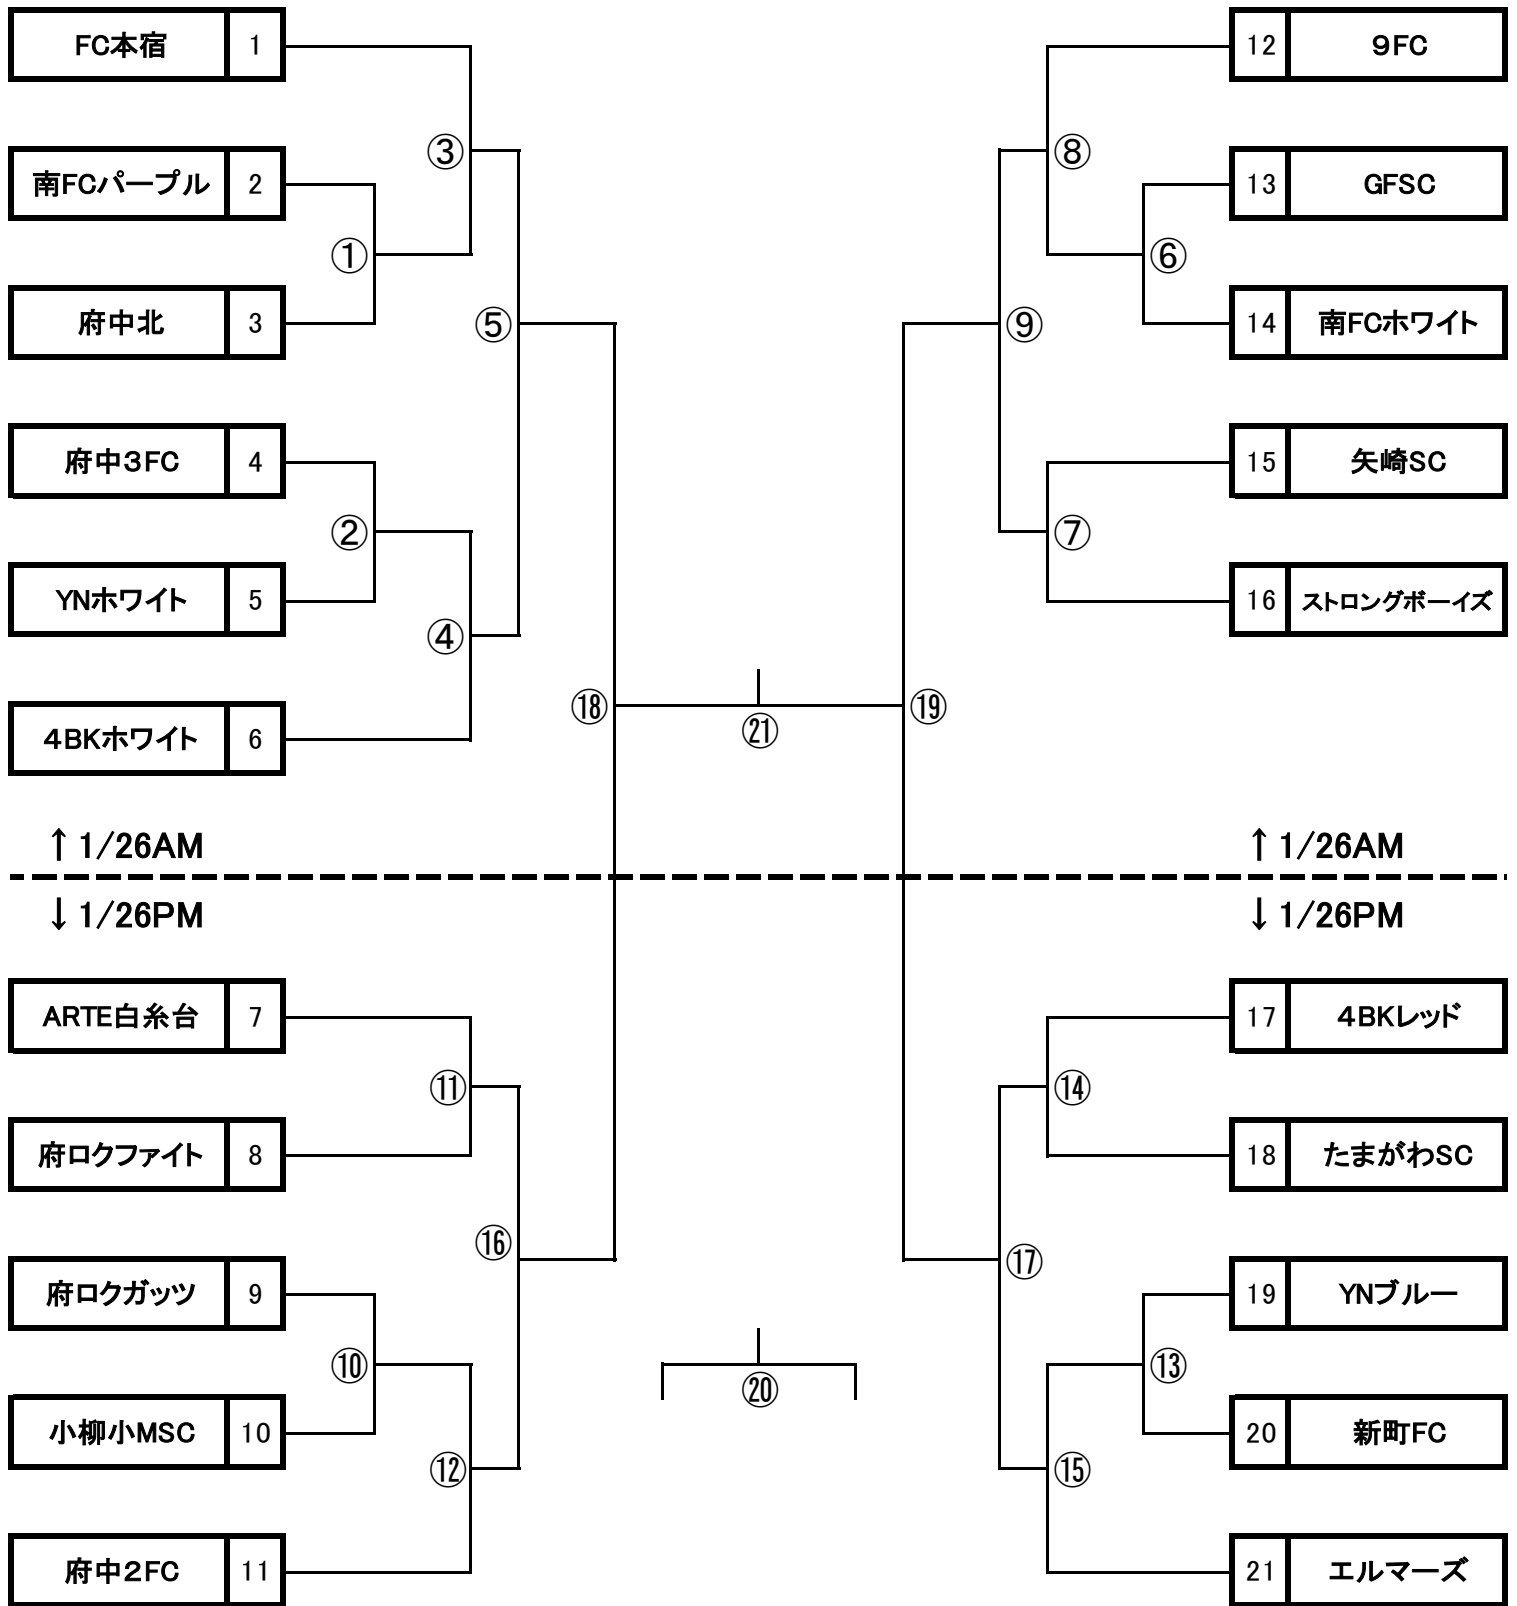 FC本宿 1
12 9FC
③
⑧
南FCパープル 2
13 GFSC
①
⑥
府中北 3
14 南FCホワイト
⑤
⑨
府中3FC 4
15 矢崎SC
②
⑦
YNホワイト 5
16 ストロングボーイズ
④
⑱
⑲
㉑
4BKホワイト 6
↑ 1/26AM
↑ 1/26AM
↓ 1/26PM
↓ 1/26PM
ARTE白糸台 7
17 4BKレッド
⑪
⑭
府ロクファイト 8
18 たまがわSC
⑯
⑰
府ロクガッツ 9
19 YNブルー
⑩
⑬
⑳
小柳小MSC 10
20 新町FC
⑫
⑮
府中2FC 11
21 エルマーズ